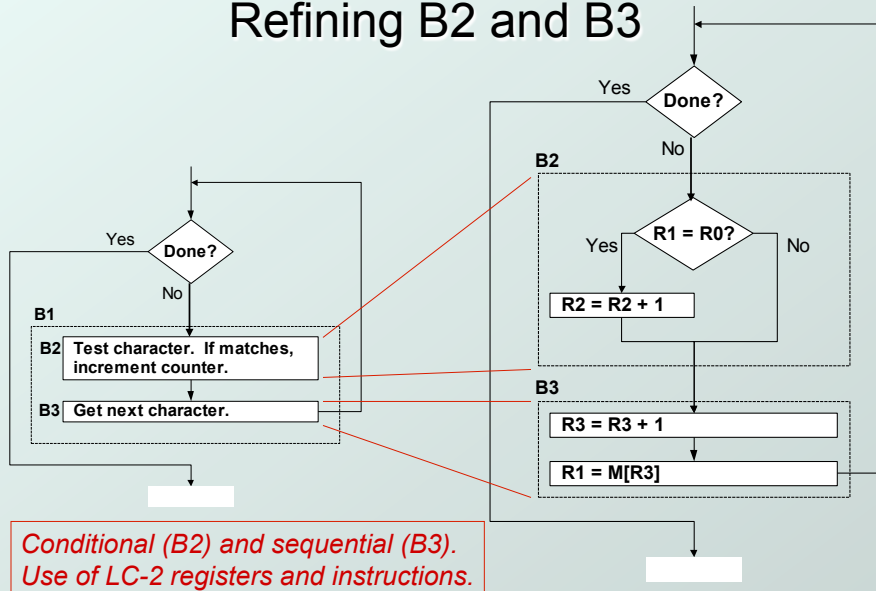 Refining B2 and B3
Yes
Done?
No
B1
B2 Test character. If matches,
increment counter.
B3 Get next character.
Yes
Done?
No
B2
R1 = R0?
Yes
No
R2 = R2 + 1
B3
R3 = R3 + 1
R1 = M[R3]
Conditional (B2) and sequential (B3).
Use of LC-2 registers and instructions.